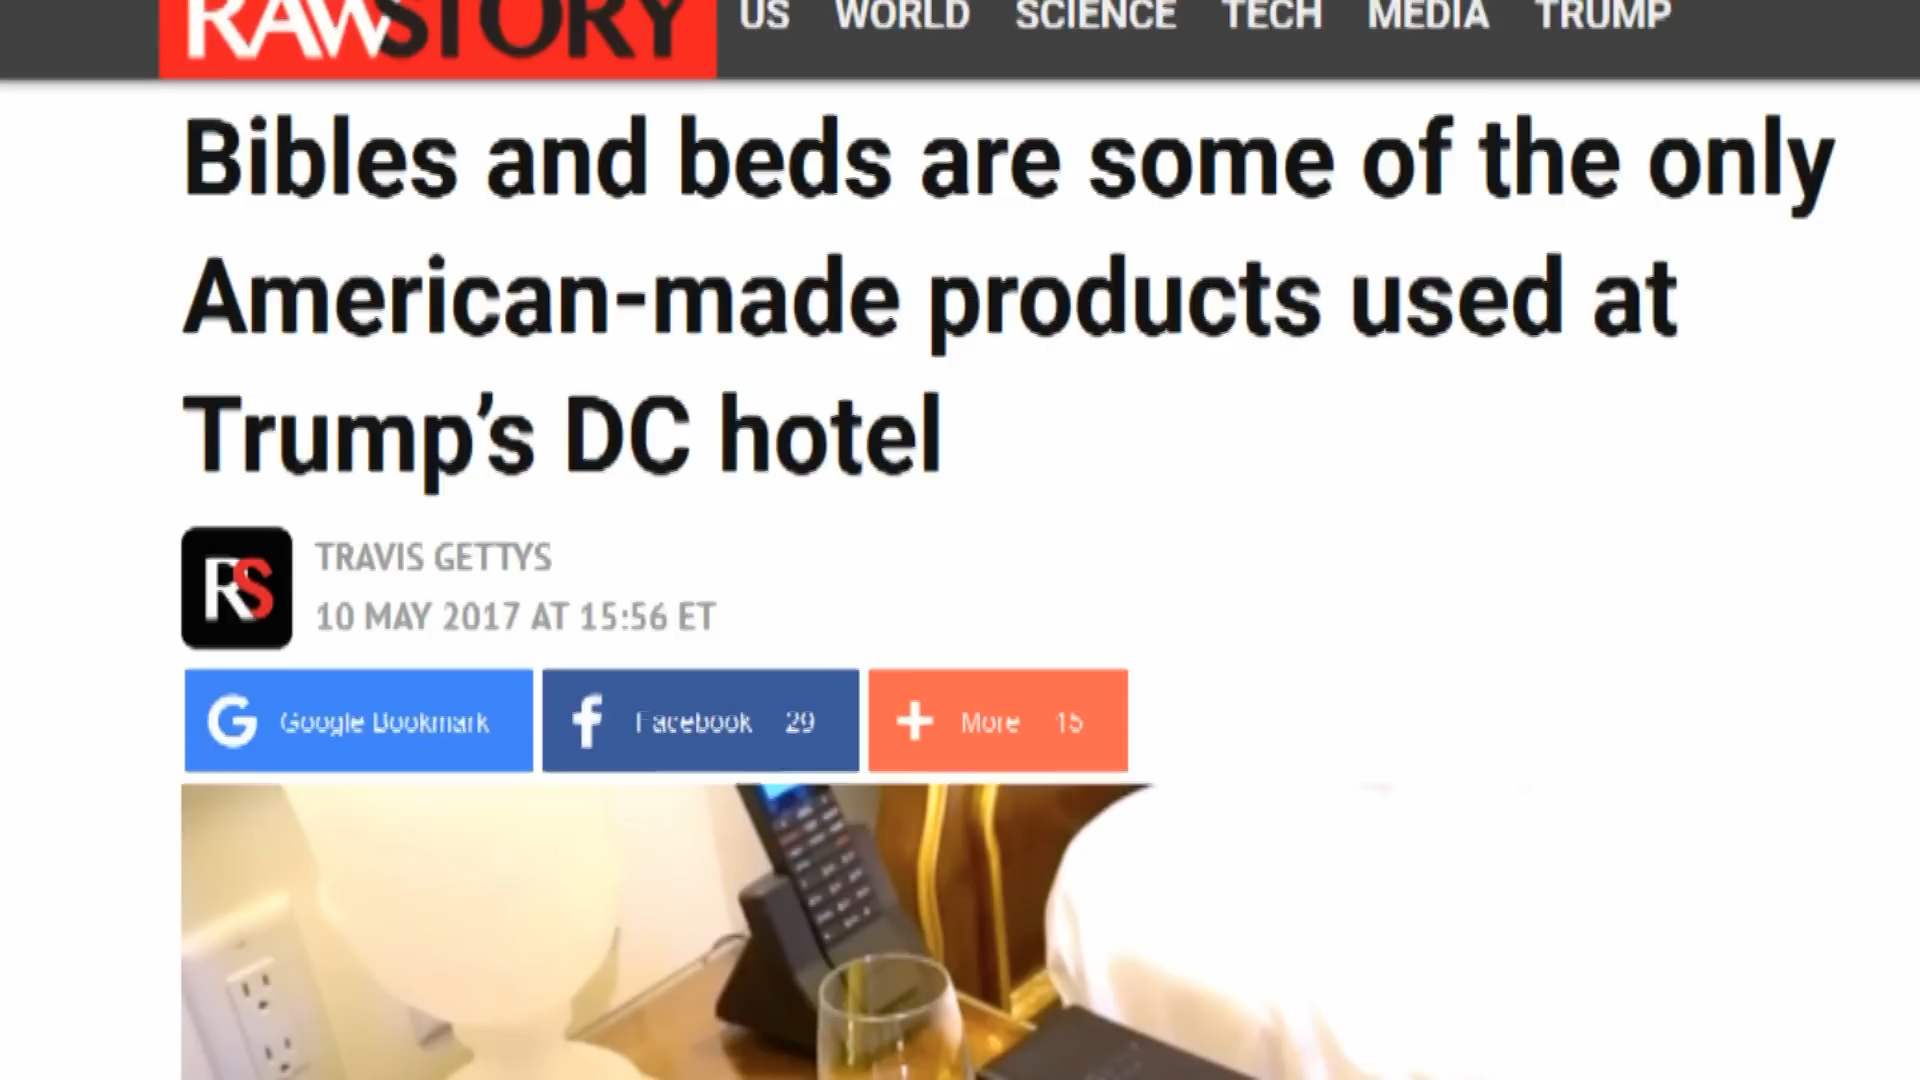 RAWSTORY US WORLD SCIENCE TECH MEDIA TRUMP
Bibles and beds are some of the only
American-made products used at
Trump’s DC hotel
RS
TRAVIS GETTYS
10 MAY 2017 AT 15:56 ET
Google Bookmark
Facebook 29
More 15